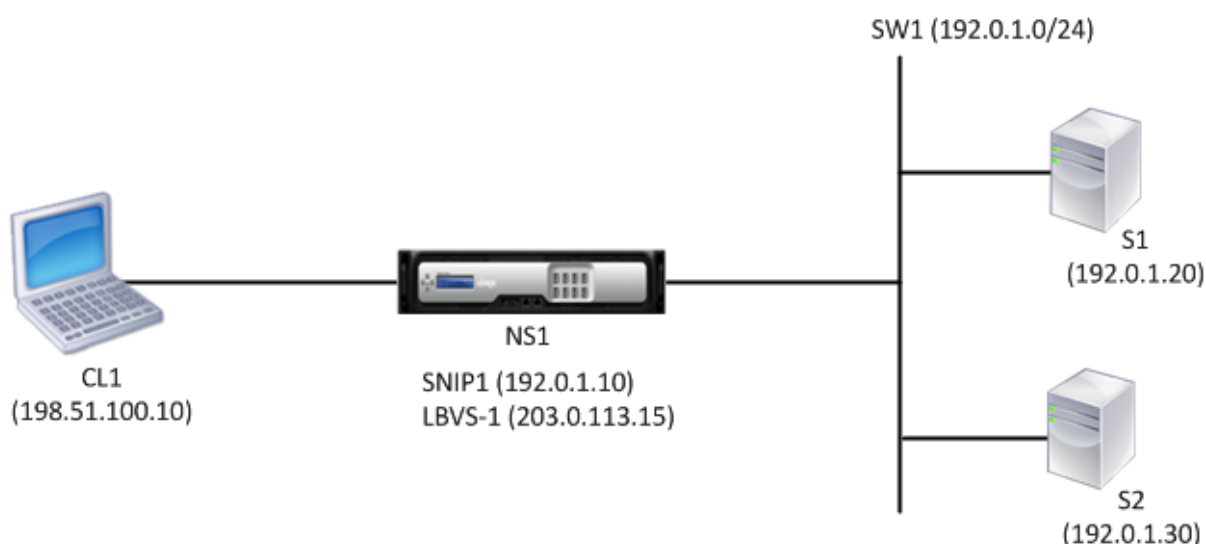 SW1 (192.0.1.0/24)
S1
(192.0.1.20)
NS1
CL1
(198.51.100.10)
SNIP1 (192.0.1.10)
LBVS-1 (203.0.113.15)
S2
(192.0.1.30)